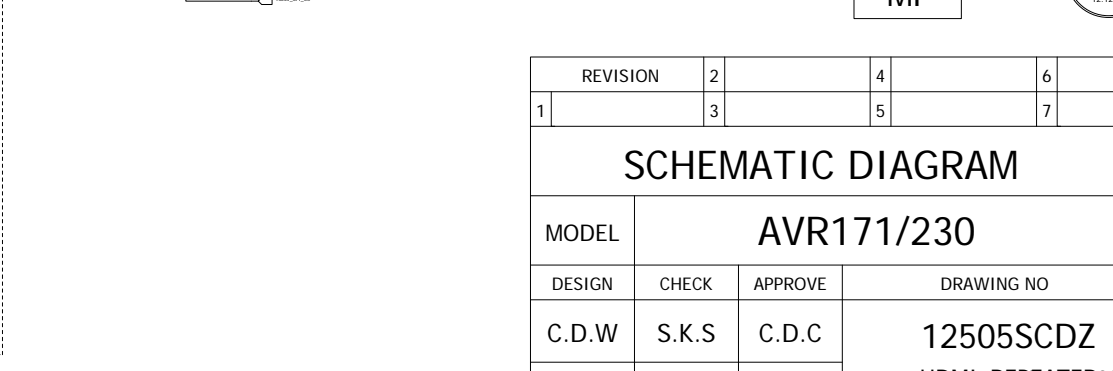 REVISION 2 4 6
1 3 5 7
SCHEMATIC DIAGRAM
MODEL AVR171/230
DESIGN CHECK APPROVE DRAWING NO
C.D.W S.K.S C.D.C 12505SCDZ